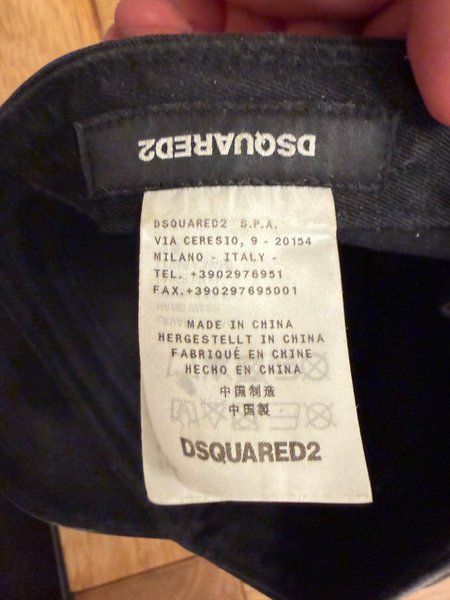 DSQUARED2
DSQUARED2 S.P.A.
VIA CERESIO, 9 - 20154
MILANO - ITALY -
TEL. +3902976951
FAX.+390297695001
MADE IN CHINA
HERGESTELLT IN CHINA
FABRIQUÉ EN CHINE
HECHO EN CHINA
中国制造
中国製
DSQUARED2